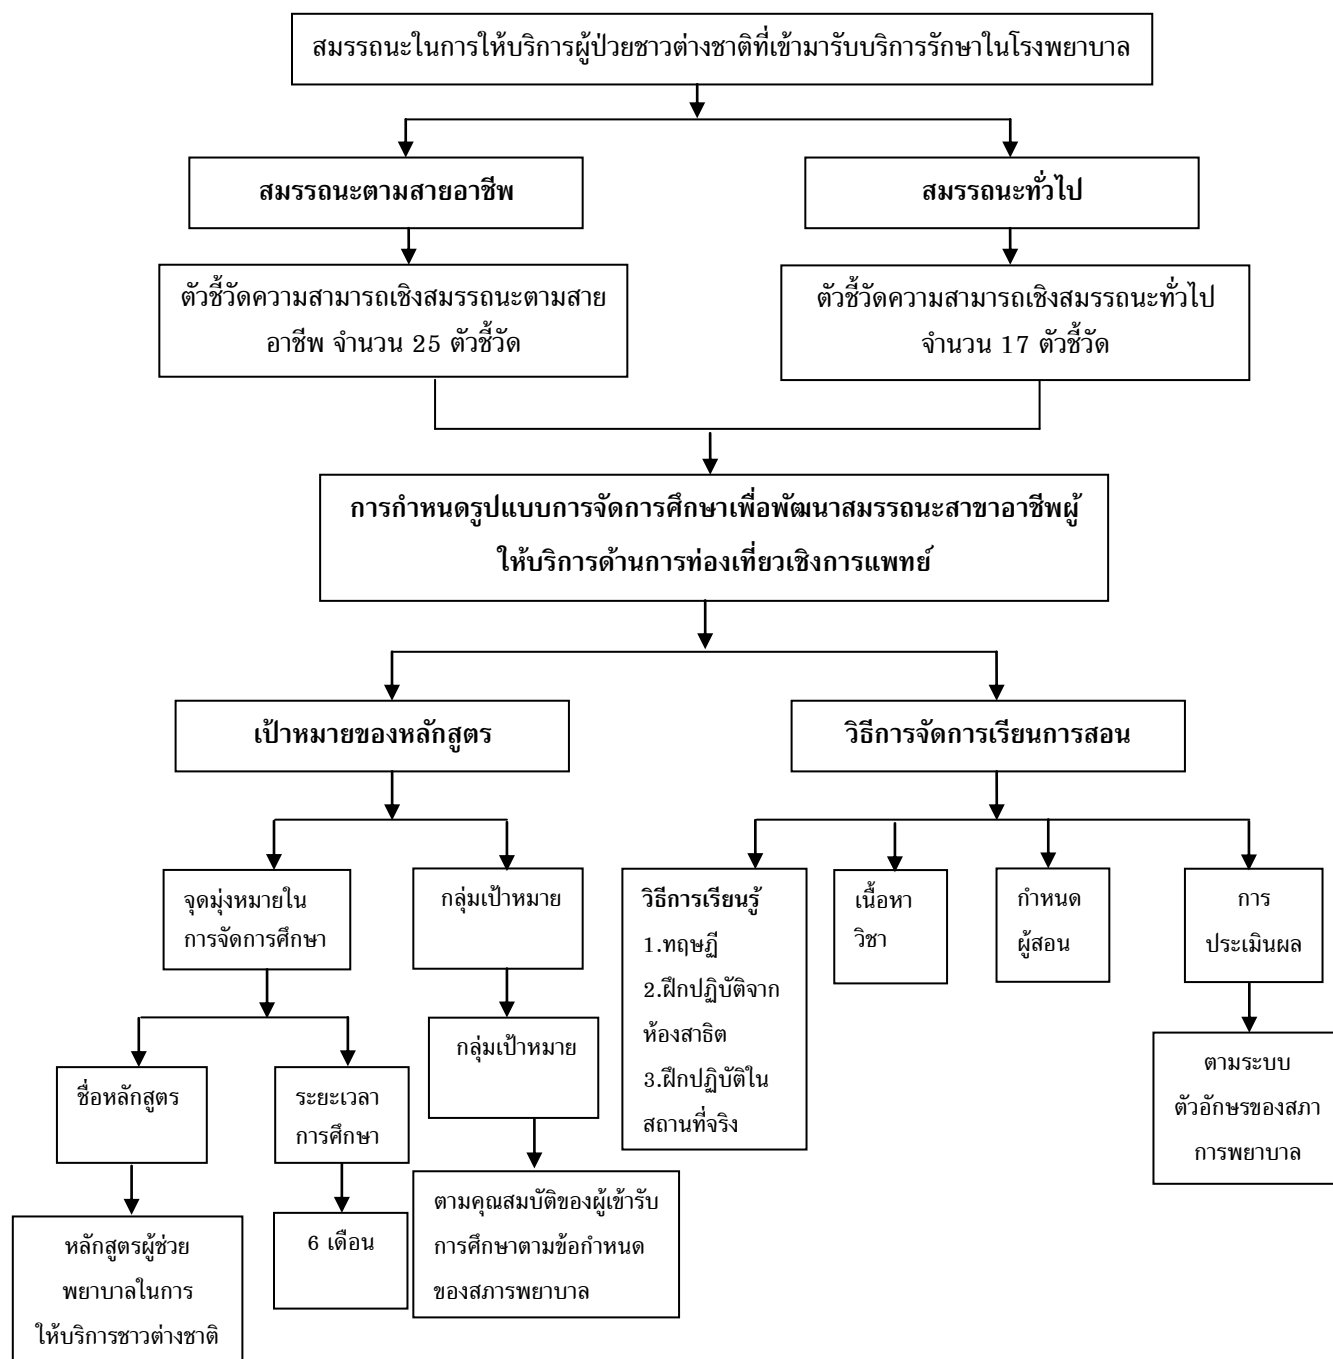 สมรรถนะในการให้บริการผู้ป่วยชาวต่างชาติที่เข้ามารับบริการรักษาในโรงพยาบาล
สมรรถนะตามสายอาชีพ
สมรรถนะทั่วไป
ตัวชี้วัดความสามารถเชิงสมรรถนะตามสาย
อาชีพ จำนวน 25 ตัวชี้วัด
ตัวชี้วัดความสามารถเชิงสมรรถนะทั่วไป
จำนวน 17 ตัวชี้วัด
การกำหนดรูปแบบการจัดการศึกษาเพื่อพัฒนาสมรรถนะสาขาอาชีพผู้
ให้บริการด้านการท่องเที่ยวเชิงการแพทย์
เป้าหมายของหลักสูตร
วิธีการจัดการเรียนการสอน
จุดมุ่งหมายใน
การจัดการศึกษา
กลุ่มเป้าหมาย
วิธีการเรียนรู้
1.ทฤษฏี
2.ฝึกปฏิบัติจาก
ห้องสาธิต
3.ฝึกปฏิบัติใน
สถานที่จริง
เนื้อหา
วิชา
กำหนด
ผู้สอน
การ
ประเมินผล
ชื่อหลักสูตร
ระยะเวลา
การศึกษา
กลุ่มเป้าหมาย
ตามระบบ
ตัวอักษรของสภา
การพยาบาล
หลักสูตรผู้ช่วย
พยาบาลในการ
ให้บริการชาวต่างชาติ
6 เดือน
ตามคุณสมบัติของผู้เข้ารับ
การศึกษาตามข้อกำหนด
ของสภารพยาบาล